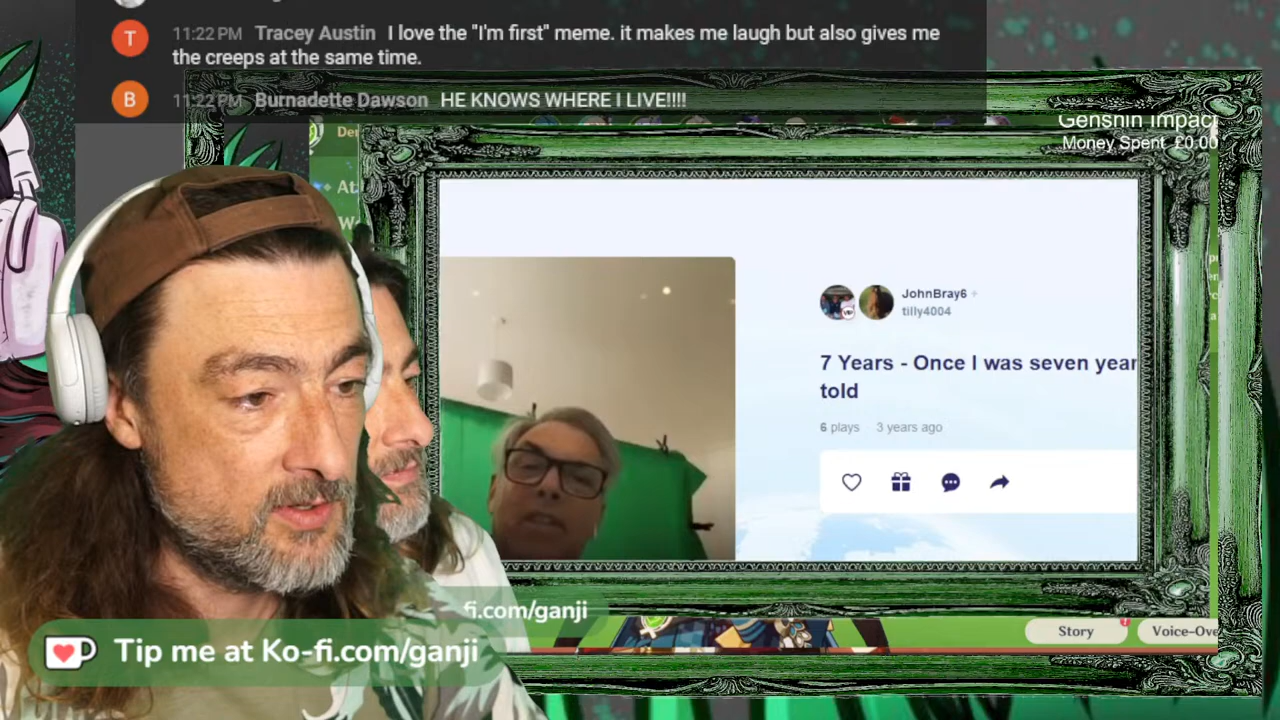 T 11:22 PM Tracey Austin I love the "I'm first" meme. it makes me laugh but also gives me
the creeps at the same time.
B 11:22 PM Burnadette Dawson HE KNOWS WHERE I LIVE!!!!
Genshin Impact
Money Spent £0.00
JohnBray6 +
tilly4004
7 Years - Once I was seven year
told
6 plays 3 years ago
fi.com/ganji
Story Voice-Ove
Tip me at Ko-fi.com/ganji